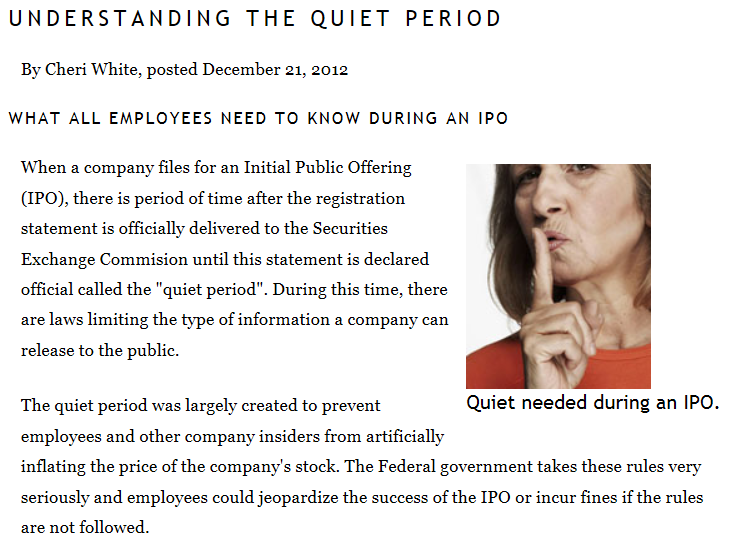 UNDERSTANDING THE QUIET PERIOD
By Cheri White, posted December 21, 2012
WHAT ALL EMPLOYEES NEED TO KNOW DURING AN IPO
When a company files for an Initial Public Offering
(IPO), there is period of time after the registration
statement is officially delivered to the Securities
Exchange Commision until this statement is declared
official called the "quiet period". During this time, there
are laws limiting the type of information a company can
release to the public.
Quiet needed during an IPO.
The quiet period was largely created to prevent
employees and other company insiders from artificially
inflating the price of the company's stock. The Federal government takes these rules very
seriously and employees could jeopardize the success of the IPO or incur fines if the rules
are not followed.